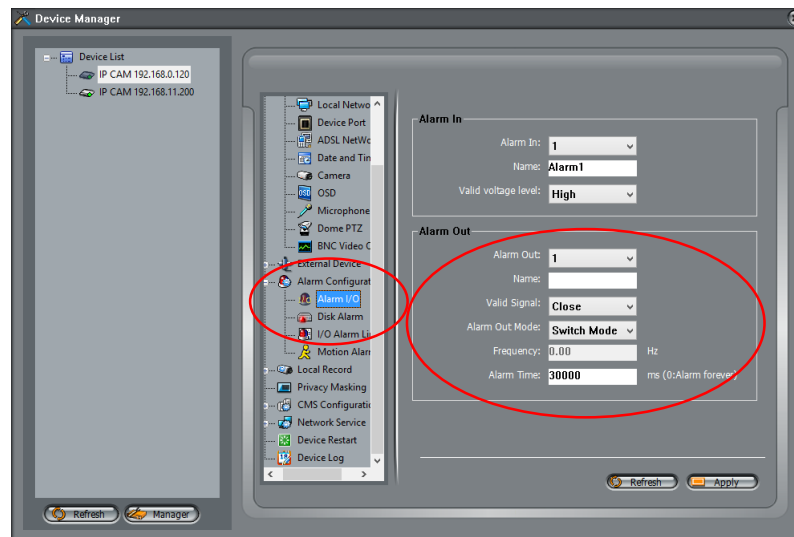 Device Manager
Device List
IP CAM 192.168.0.120
IP CAM 192.168.11.200
Refresh
Manager
Local Netwo
Device Port
ADSL NetWo
Date and Tin
Camera
OSD
OSD
Microphone
Dome PTZ
BNC Video C
External Device
Alarm Configurat
Alarm I/O
Disk Alarm
I/O Alarm Li
Motion Alarr
Local Record
Privacy Masking
CMS Configuratic
Network Service
Device Restart
Device Log
Alarm In
Alarm In: 1
Name: Alarm1
Valid voltage level: High
Alarm Out
Alarm Out: 1
Name:
Valid Signal: Close
Alarm Out Mode: Switch Mode
Frequency: 0.00 Hz
Alarm Time: 30000 ms (0:Alarm forever)
Refresh
Apply